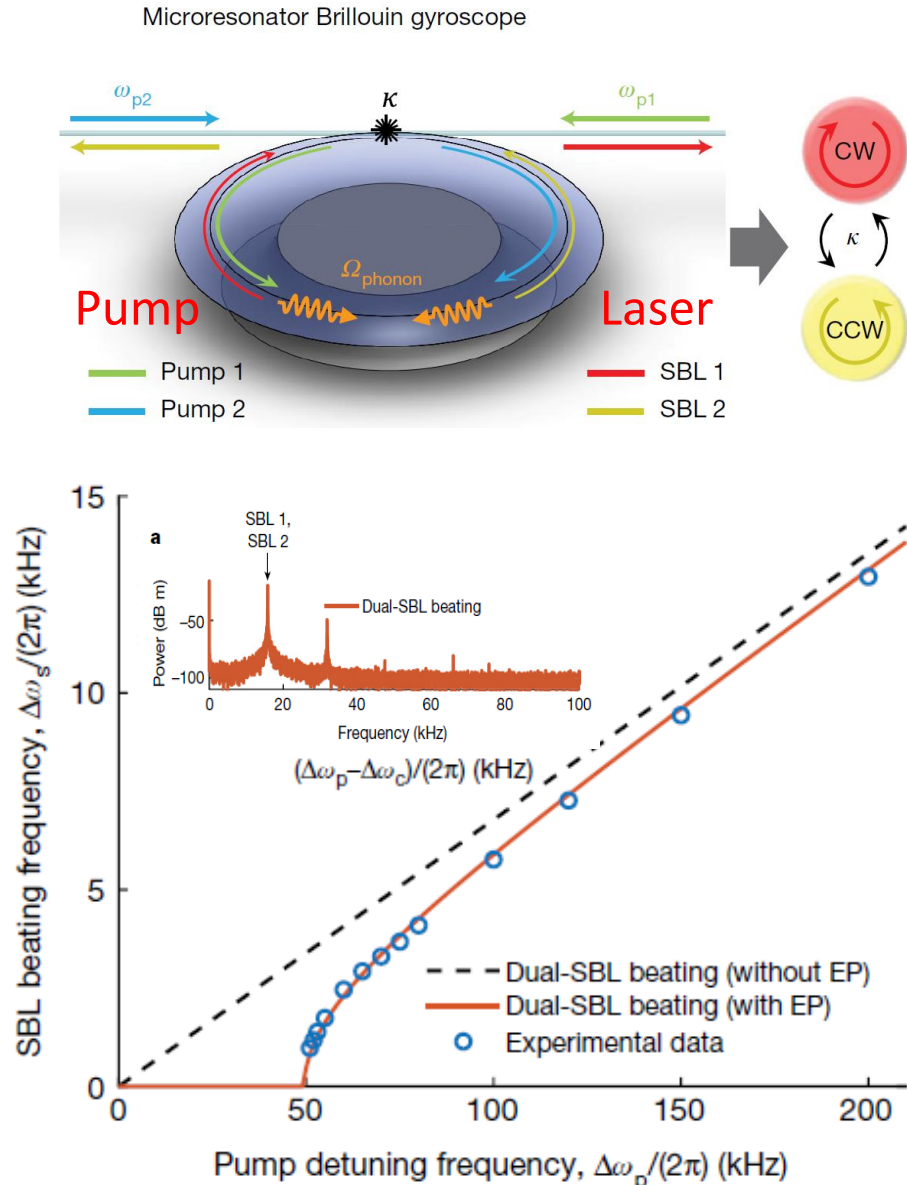 Microresonator Brillouin gyroscope
ω_p2
κ
ω_p1
CW
κ
CCW
Ω_phonon
Pump
Laser
Pump 1
SBL 1
Pump 2
SBL 2
a
SBL 1,
SBL 2
Dual-SBL beating
Power (dB m)
−50
−100
0
20
40
60
80
100
Frequency (kHz)
(Δω_p–Δω_c)/(2π) (kHz)
SBL beating frequency, Δω_s/(2π) (kHz)
15
10
5
0
Dual-SBL beating (without EP)
Dual-SBL beating (with EP)
Experimental data
0
50
100
150
200
Pump detuning frequency, Δω_p/(2π) (kHz)